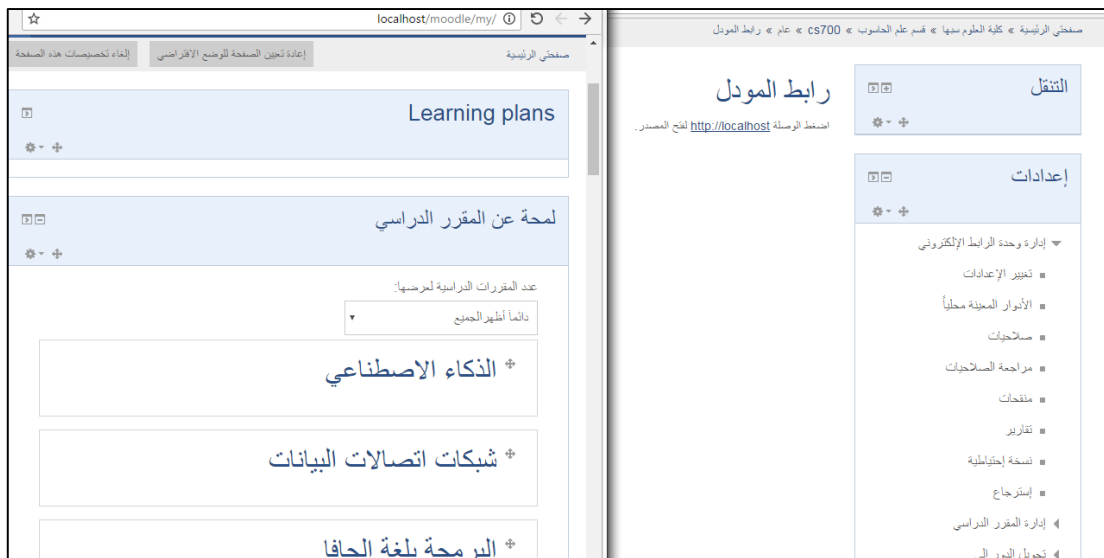 صفحتي الرئيسية » كلية العلوم سبها » قسم علم الحاسوب » cs700 » عام » رابط المودل
التنقل
إعدادات
إدارة وحدة الرابط الإلكتروني
تغيير الإعدادات
الأدوار المعينة محلياً
صلاحيات
مراجعة الصلاحيات
منقحات
تقارير
نسخة إحتياطية
إسترجاع
إدارة المقرر الدراسي
تحويل الدور إلى
رابط المودل
اضغط الوصلة http://localhost لفتح المصدر.
localhost/moodle/my/
صفحتي الرئيسية
إعادة تعيين الصفحة للوضع الافتراضي
إلغاء تخصيصات هذه الصفحة
Learning plans
لمحة عن المقرر الدراسي
عدد المقررات الدراسية لعرضها:
دائماً أظهر الجميع
الذكاء الاصطناعي
شبكات اتصالات البيانات
البرمجة بلغة الجافا